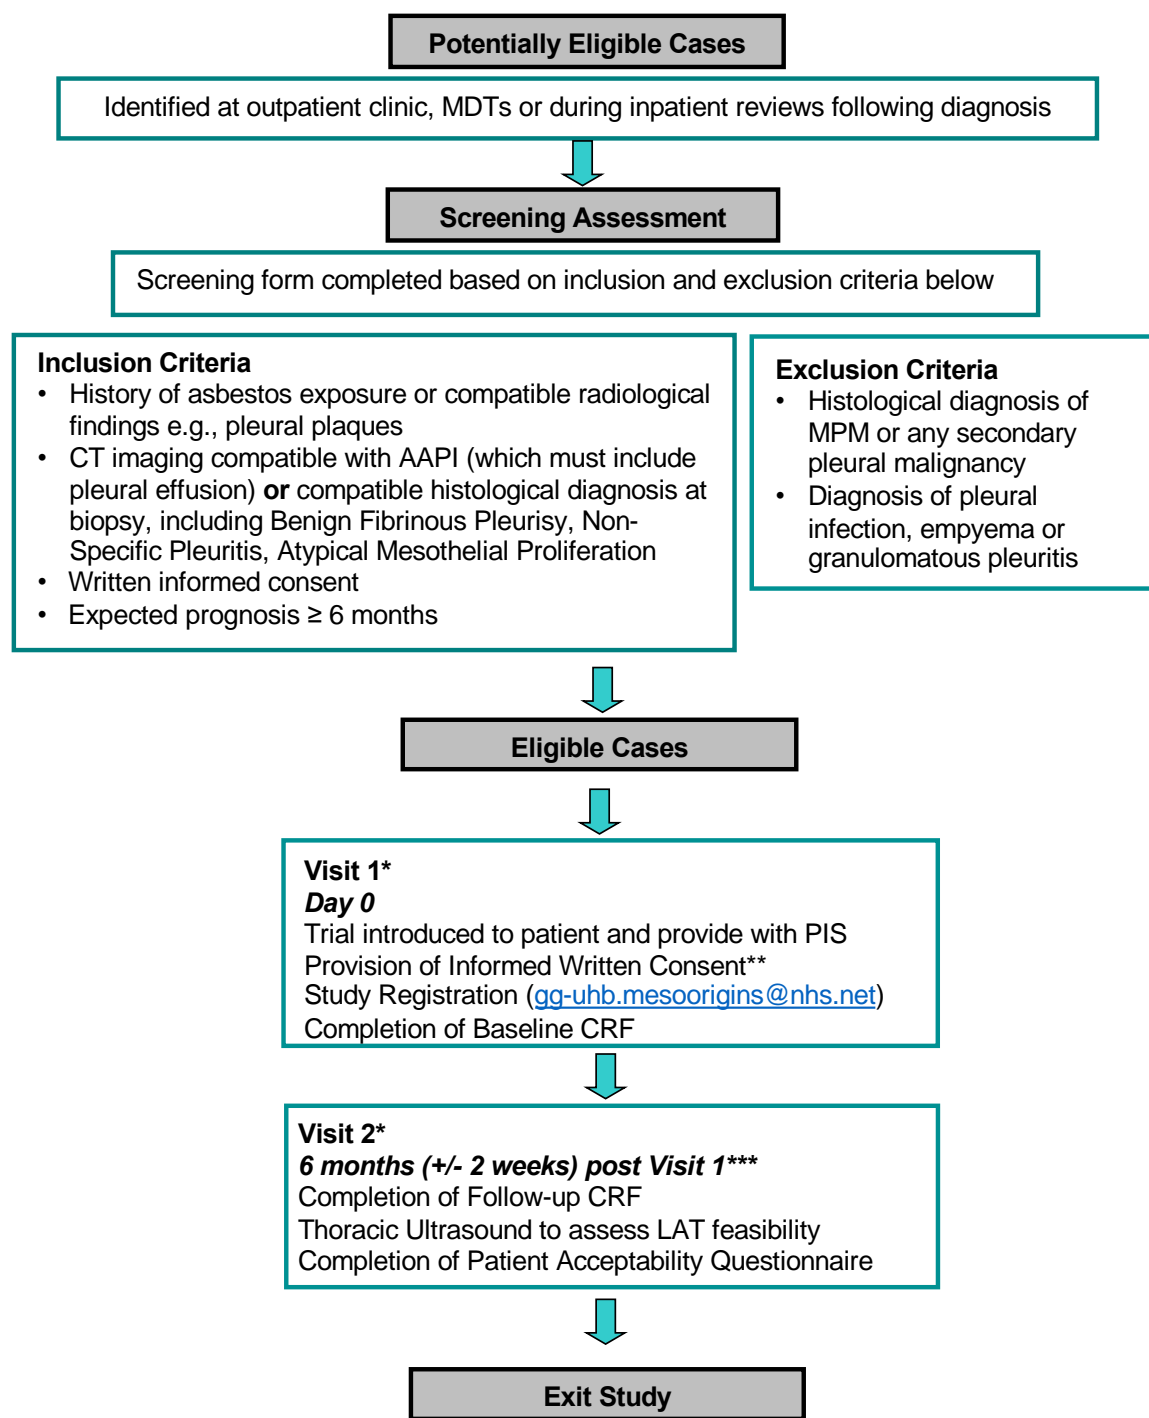 Potentially Eligible Cases
Identified at outpatient clinic, MDTs or during inpatient reviews following diagnosis
Screening Assessment
Screening form completed based on inclusion and exclusion criteria below
Inclusion Criteria
• History of asbestos exposure or compatible radiological
findings e.g., pleural plaques
• CT imaging compatible with AAPI (which must include
pleural effusion) or compatible histological diagnosis at
biopsy, including Benign Fibrinous Pleurisy, Non-
Specific Pleuritis, Atypical Mesothelial Proliferation
• Written informed consent
• Expected prognosis ≥ 6 months
Exclusion Criteria
• Histological diagnosis of
MPM or any secondary
pleural malignancy
• Diagnosis of pleural
infection, empyema or
granulomatous pleuritis
Eligible Cases
Visit 1*
Day 0
Trial introduced to patient and provide with PIS
Provision of Informed Written Consent**
Study Registration (gg-uhb.mesoorigins@nhs.net)
Completion of Baseline CRF
Visit 2*
6 months (+/- 2 weeks) post Visit 1***
Completion of Follow-up CRF
Thoracic Ultrasound to assess LAT feasibility
Completion of Patient Acceptability Questionnaire
Exit Study